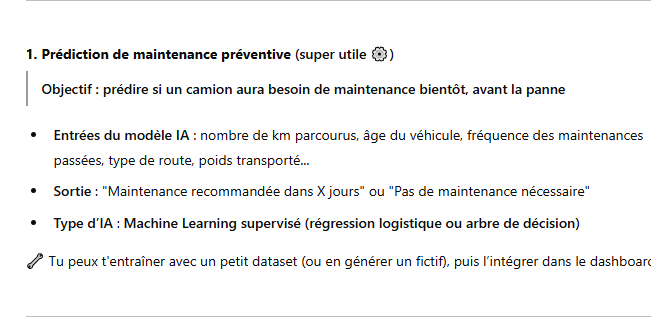 1. Prédiction de maintenance préventive (super utile ⚙️)
Objectif : prédire si un camion aura besoin de maintenance bientôt, avant la panne
• Entrées du modèle IA : nombre de km parcourus, âge du véhicule, fréquence des maintenances
passées, type de route, poids transporté...
• Sortie : "Maintenance recommandée dans X jours" ou "Pas de maintenance nécessaire"
• Type d'IA : Machine Learning supervisé (régression logistique ou arbre de décision)
🔧 Tu peux t'entraîner avec un petit dataset (ou en générer un fictif), puis l'intégrer dans le dashboard